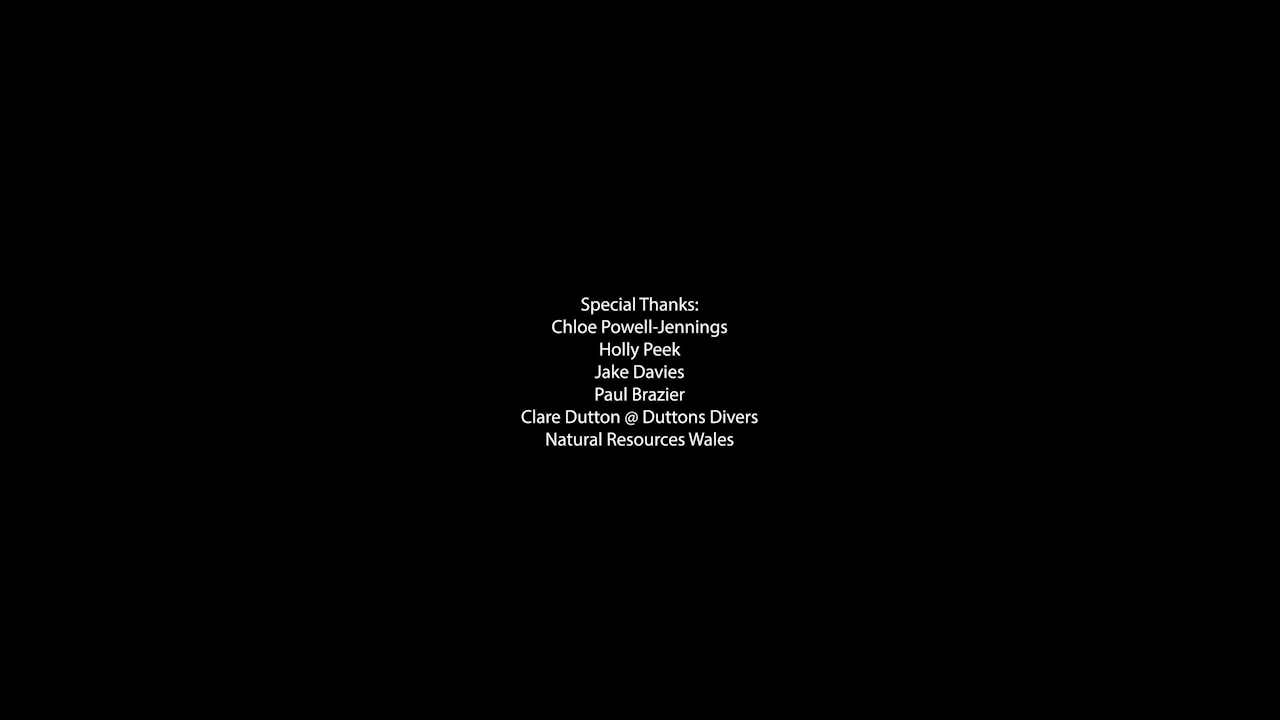 Special Thanks:
Chloe Powell-Jennings
Holly Peek
Jake Davies
Paul Brazier
Clare Dutton @ Duttons Divers
Natural Resources Wales